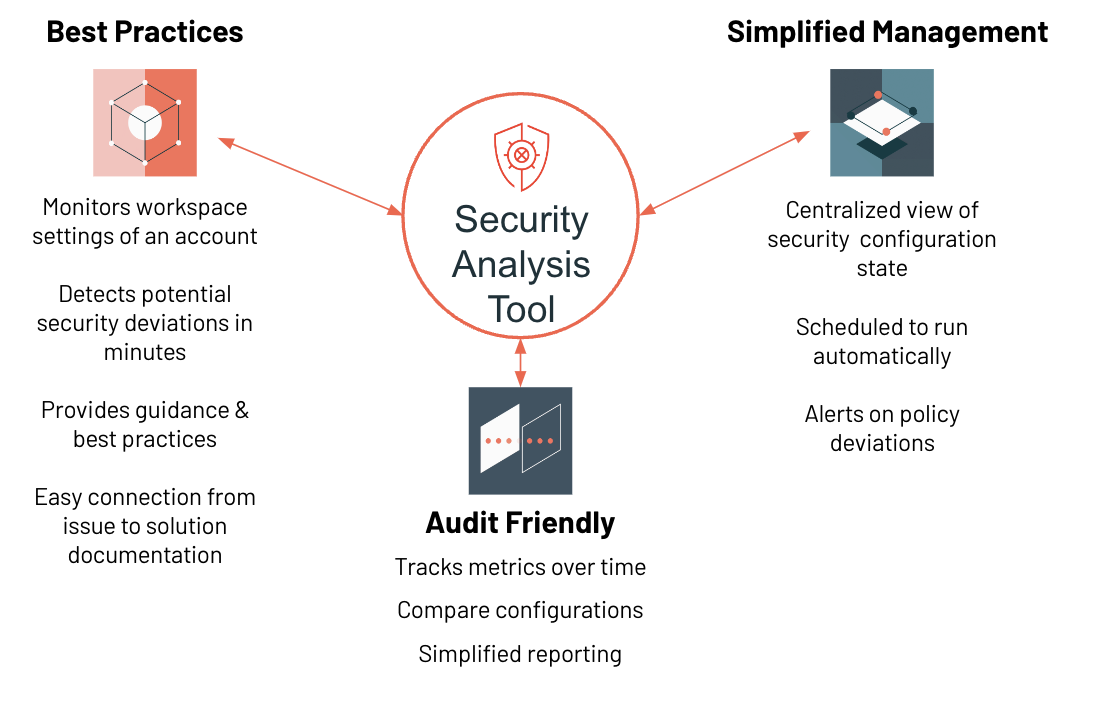 Best Practices
Monitors workspace
settings of an account
Detects potential
security deviations in
minutes
Provides guidance &
best practices
Easy connection from
issue to solution
documentation
Security
Analysis
Tool
Audit Friendly
Tracks metrics over time
Compare configurations
Simplified reporting
Simplified Management
Centralized view of
security configuration
state
Scheduled to run
automatically
Alerts on policy
deviations